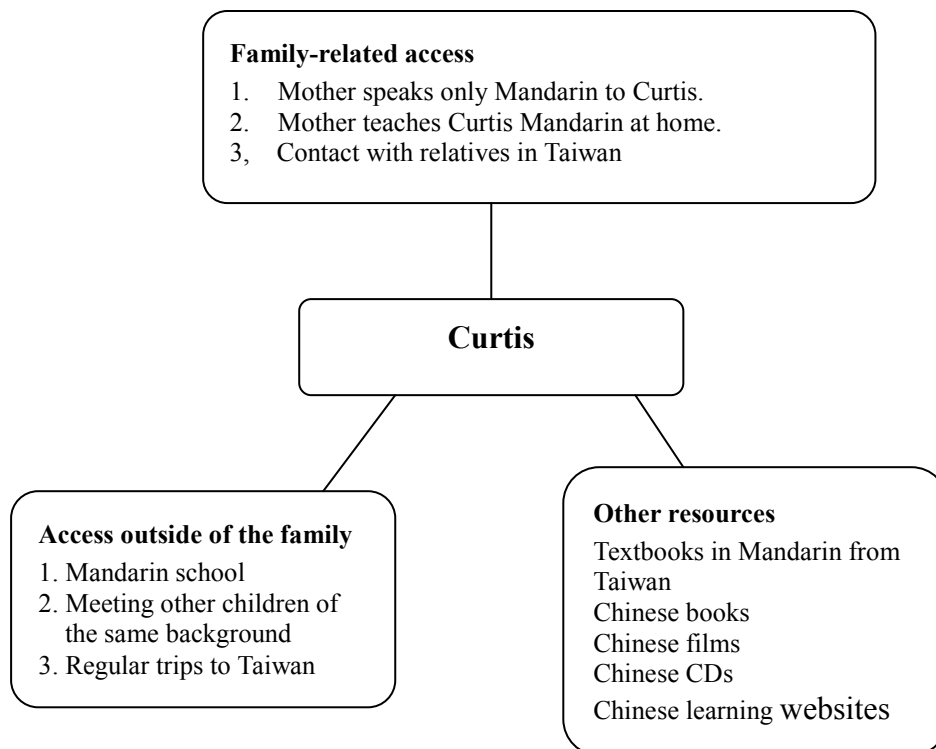 Family-related access
1. Mother speaks only Mandarin to Curtis.
2. Mother teaches Curtis Mandarin at home.
3, Contact with relatives in Taiwan
Curtis
Access outside of the family
1. Mandarin school
2. Meeting other children of
the same background
3. Regular trips to Taiwan
Other resources
Textbooks in Mandarin from
Taiwan
Chinese books
Chinese films
Chinese CDs
Chinese learning websites